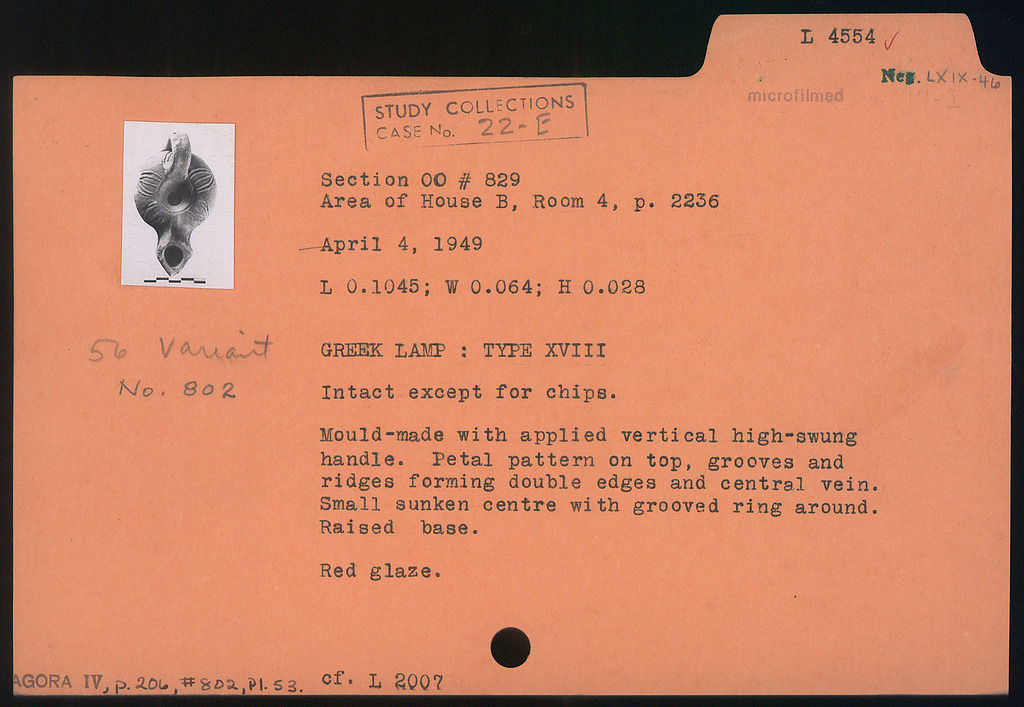 L 4554 ✓
Neg. LXIX-46
microfilmed
STUDY COLLECTIONS
CASE No. 22-E
Section OO # 829
Area of House B, Room 4, p. 2236
April 4, 1949
L 0.1045; W 0.064; H 0.028
56 Variant
No. 802
GREEK LAMP : TYPE XVIII
Intact except for chips.
Mould-made with applied vertical high-swung
handle. Petal pattern on top, grooves and
ridges forming double edges and central vein.
Small sunken centre with grooved ring around.
Raised base.
Red glaze.
AGORA IV, p. 206, #802, Pl. 53.
cf. L 2007